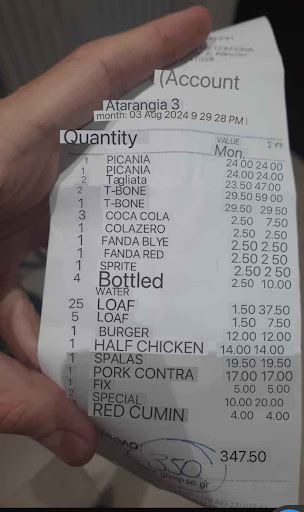 (Account
Atarangia 3
month: 03 Aug 2024 9 29 28 PM
Quantity VALUE
Mon.
1 PICANIA 24 00 24 00
1 PICANIA 24.00 24.00
2 Tagliata 23.50 47.00
2 T-BONE 29.50 59 00
1 T-BONE 29.50 29 50
3 COCA COLA 2.50 7.50
1 COLAZERO 2.50 2.50
1 FANDA BLYE 2.50 2.50
1 FANDA RED 2.50 2 50
1 SPRITE 2.50 2 50
4 Bottled WATER 2.50 10.00
25 LOAF 1.50 37.50
5 LOAF 1.50 7.50
1 BURGER 12.00 12.00
1 HALF CHICKEN 14.00 14.00
1 SPALAS 19.50 19.50
1 PORK CONTRA 17.00 17.00
1 FIX 5.00 5.00
2 SPECIAL 10.00 20.00
1 RED CUMIN 4.00 4.00
347.50
350